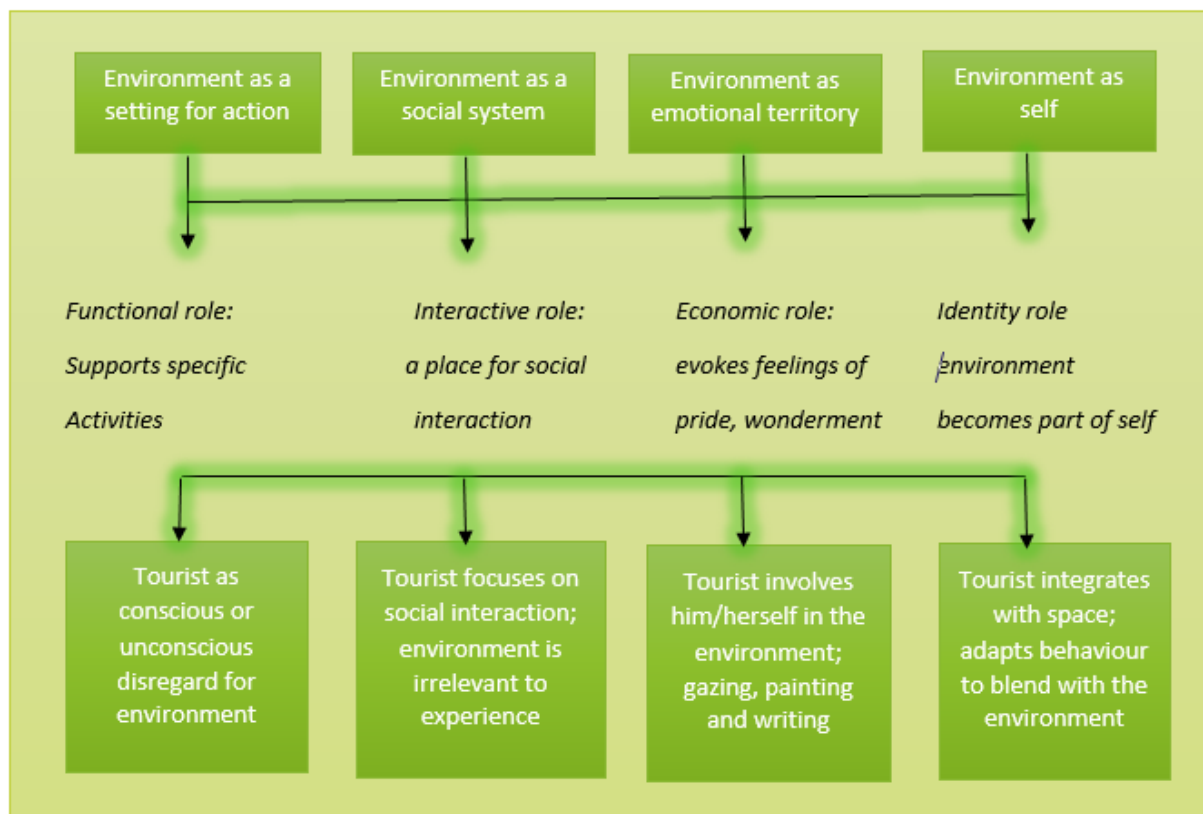 Environment as a
setting for action
Environment as a
social system
Environment as
emotional territory
Environment as
self
Functional role:
Supports specific
Activities
Interactive role:
a place for social
interaction
Economic role:
evokes feelings of
pride, wonderment
Identity role
environment
becomes part of self
Tourist as
conscious or
unconscious
disregard for
environment
Tourist focuses on
social interaction;
environment is
irrelevant to
experience
Tourist involves
him/herself in the
environment;
gazing, painting
and writing
Tourist integrates
with space;
adapts behaviour
to blend with the
environment